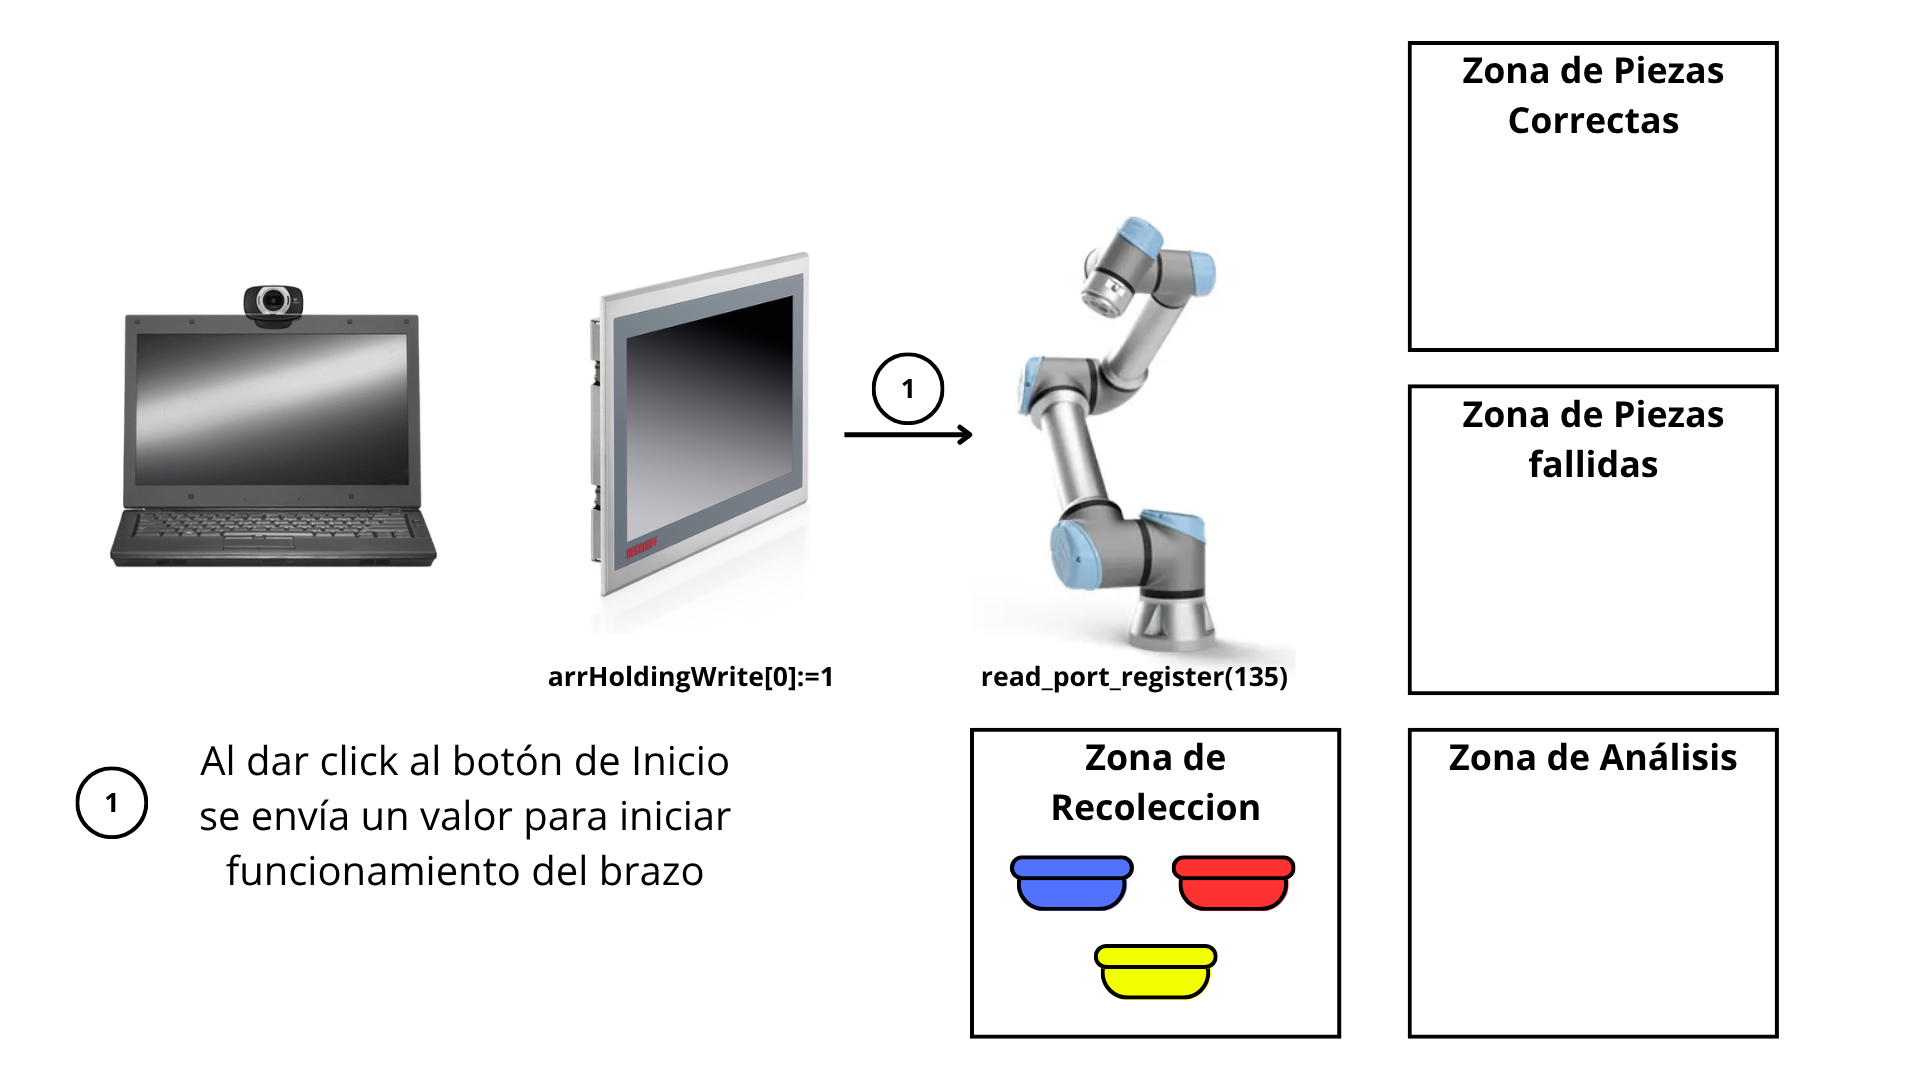 Zona de Piezas
Correctas
Zona de Piezas
fallidas
1
BECKHOFF
arrHoldingWrite[0]:=1
read_port_register(135)
1
Al dar click al botón de Inicio
se envía un valor para iniciar
funcionamiento del brazo
Zona de
Recoleccion
Zona de Análisis